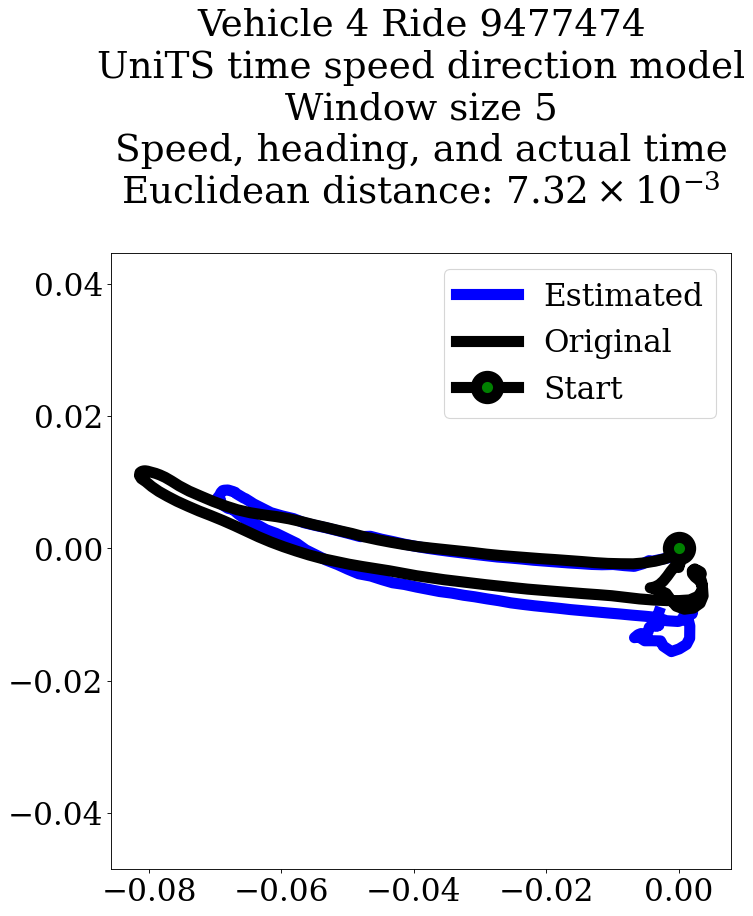 Vehicle 4 Ride 9477474
UniTS time speed direction model
Window size 5
Speed, heading, and actual time
Euclidean distance: 7.32 × 10⁻³
Estimated
Original
Start
0.04
0.02
0.00
−0.02
−0.04
−0.08 −0.06 −0.04 −0.02 0.00